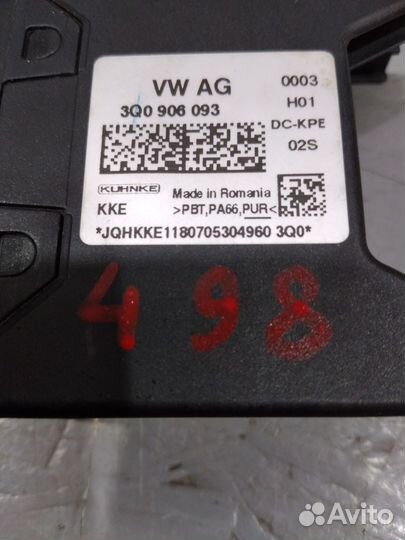 VW AG 0003
3Q0 906 093 H01
DC-KPE
02S
KUHNKE Made in Romania
KKE >PBT,PA66,PUR<
*JQHKKE1180705304960 3Q0*
498
Avito